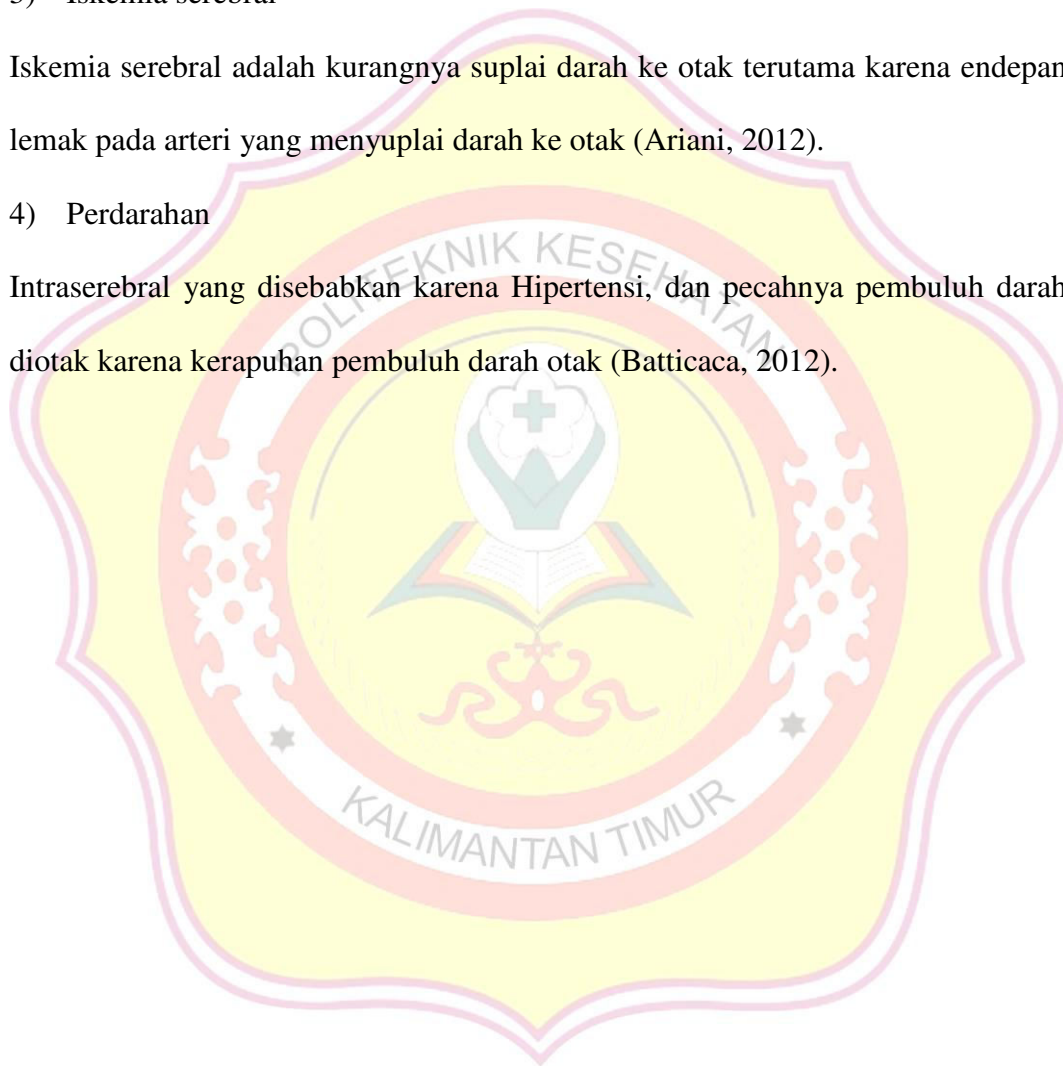 3) Iskemia serebral
Iskemia serebral adalah kurangnya suplai darah ke otak terutama karena endepan
lemak pada arteri yang menyuplai darah ke otak (Ariani, 2012).
4) Perdarahan
Intraserebral yang disebabkan karena Hipertensi, dan pecahnya pembuluh darah
diotak karena kerapuhan pembuluh darah otak (Batticaca, 2012).
POLITEKNIK KESEHATAN
KALIMANTAN TIMUR